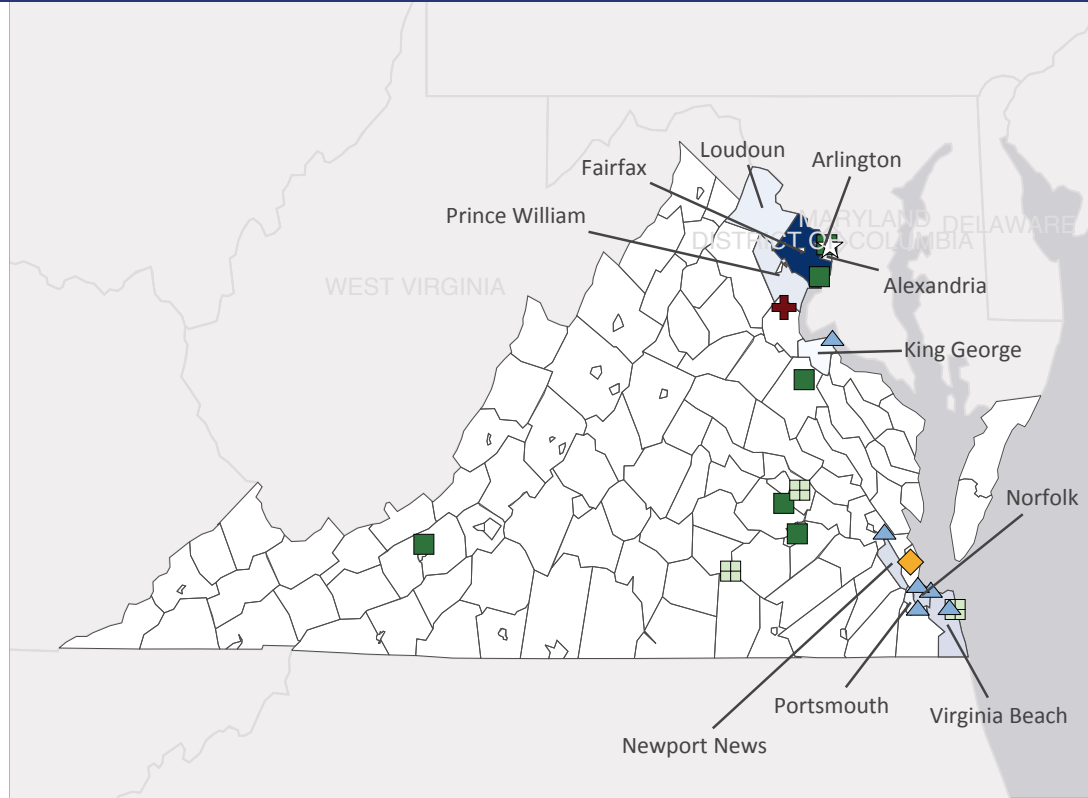 Loudoun
Arlington
Fairfax
Prince William
MARYLAND
DELAWARE
DISTRICT OF COLUMBIA
WEST VIRGINIA
Alexandria
King George
Norfolk
Portsmouth
Virginia Beach
Newport News